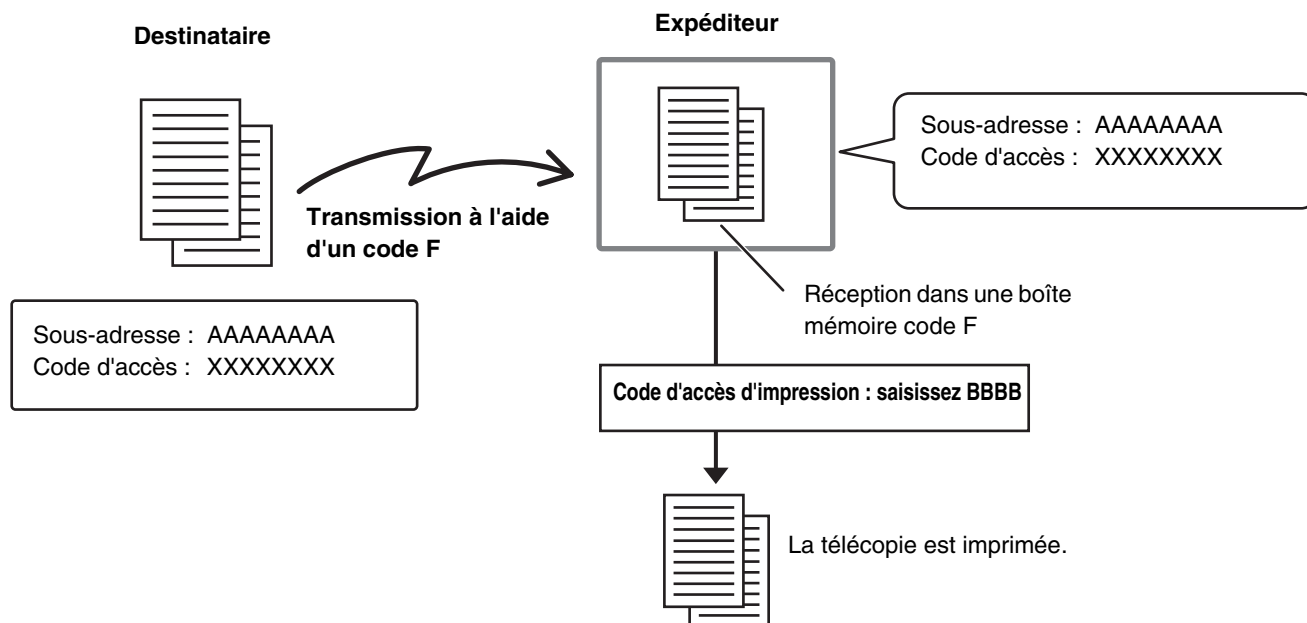 Destinataire
Expéditeur
Sous-adresse : AAAAAAAA
Code d'accès : XXXXXXXX
Transmission à l'aide
d'un code F
Réception dans une boîte
mémoire code F
Sous-adresse : AAAAAAAA
Code d'accès : XXXXXXXX
Code d'accès d'impression : saisissez BBBB
La télécopie est imprimée.